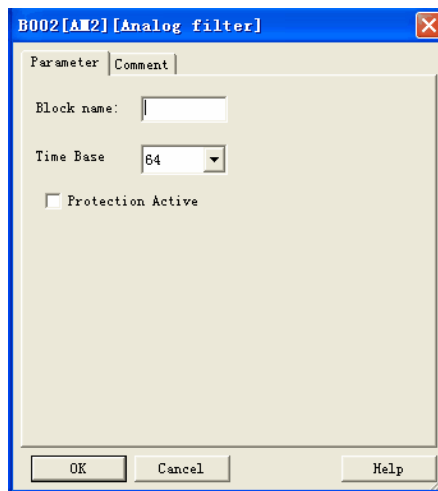 B002[AM2][Analog filter]
Parameter Comment
Block name:
Time Base 64
Protection Active
OK Cancel Help